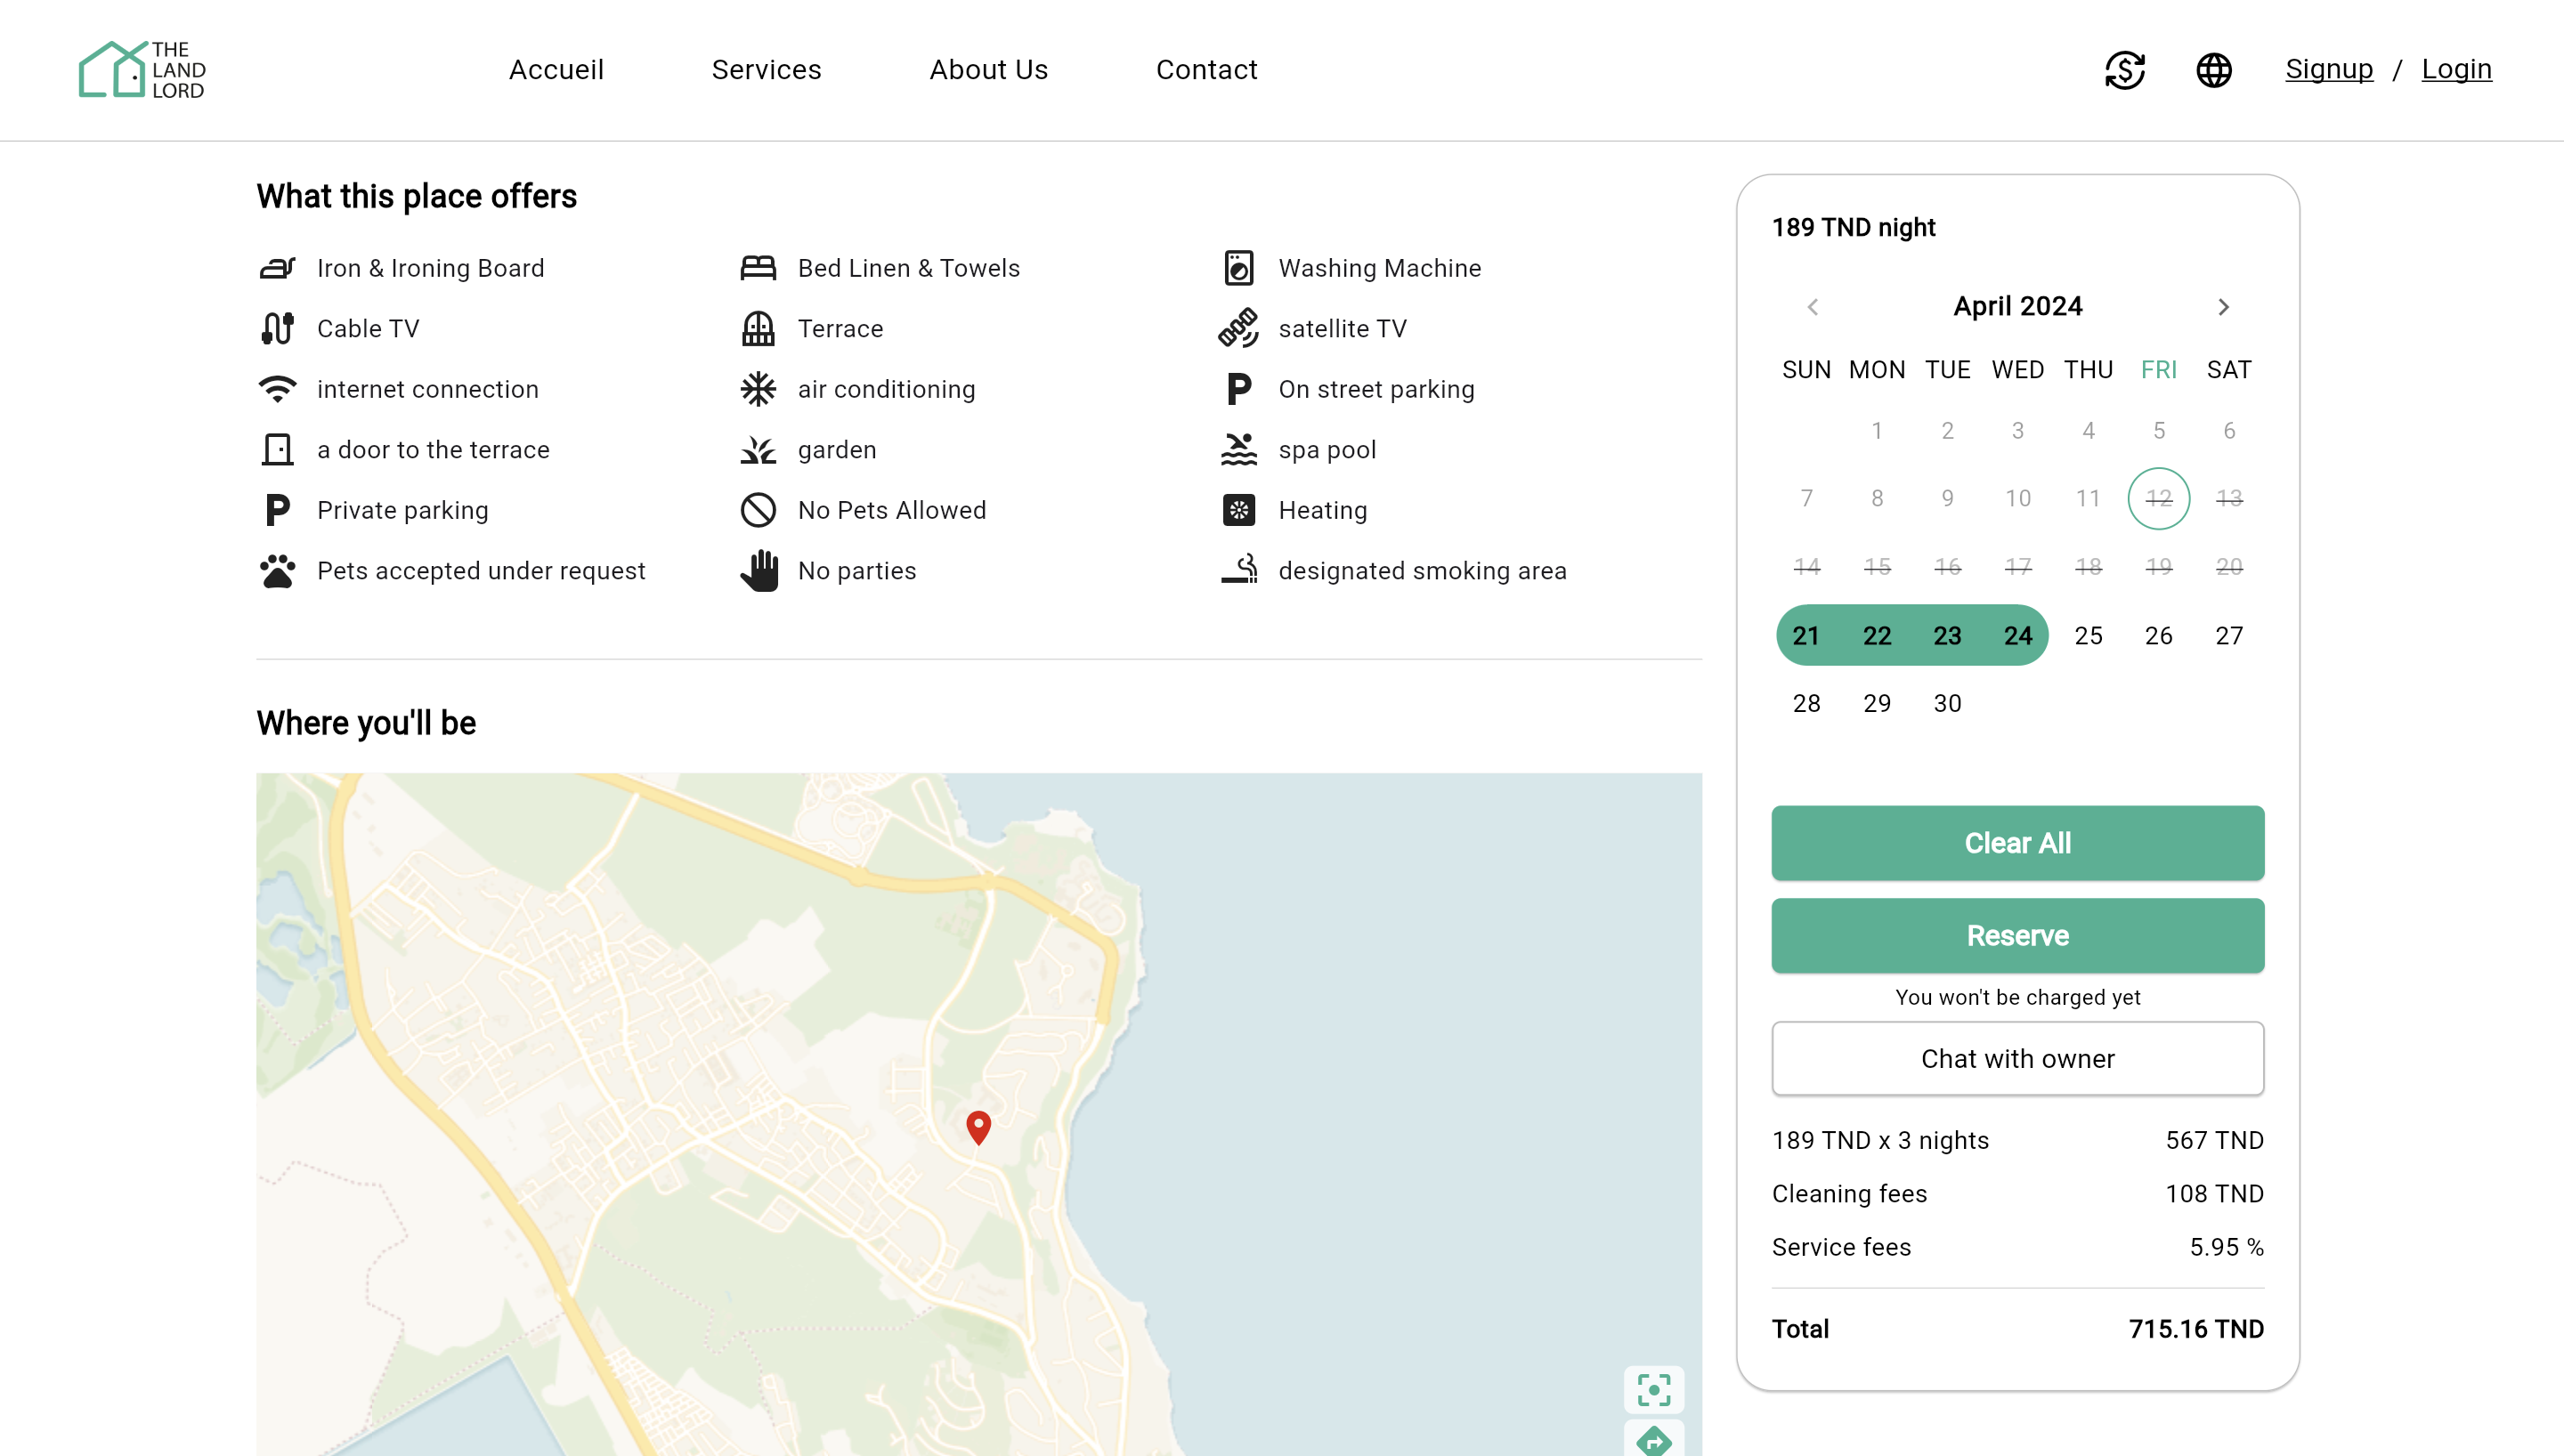 THE
LAND
LORD
Accueil
Services
About Us
Contact
Signup / Login
What this place offers
Iron & Ironing Board
Bed Linen & Towels
Washing Machine
Cable TV
Terrace
satellite TV
internet connection
air conditioning
P On street parking
a door to the terrace
garden
spa pool
P Private parking
No Pets Allowed
Heating
Pets accepted under request
No parties
designated smoking area
Where you'll be
189 TND night
April 2024
SUN MON TUE WED THU FRI SAT
1 2 3 4 5 6
7 8 9 10 11 12 13
14 15 16 17 18 19 20
21 22 23 24 25 26 27
28 29 30
Clear All
Reserve
You won't be charged yet
Chat with owner
189 TND x 3 nights 567 TND
Cleaning fees 108 TND
Service fees 5.95 %
Total 715.16 TND